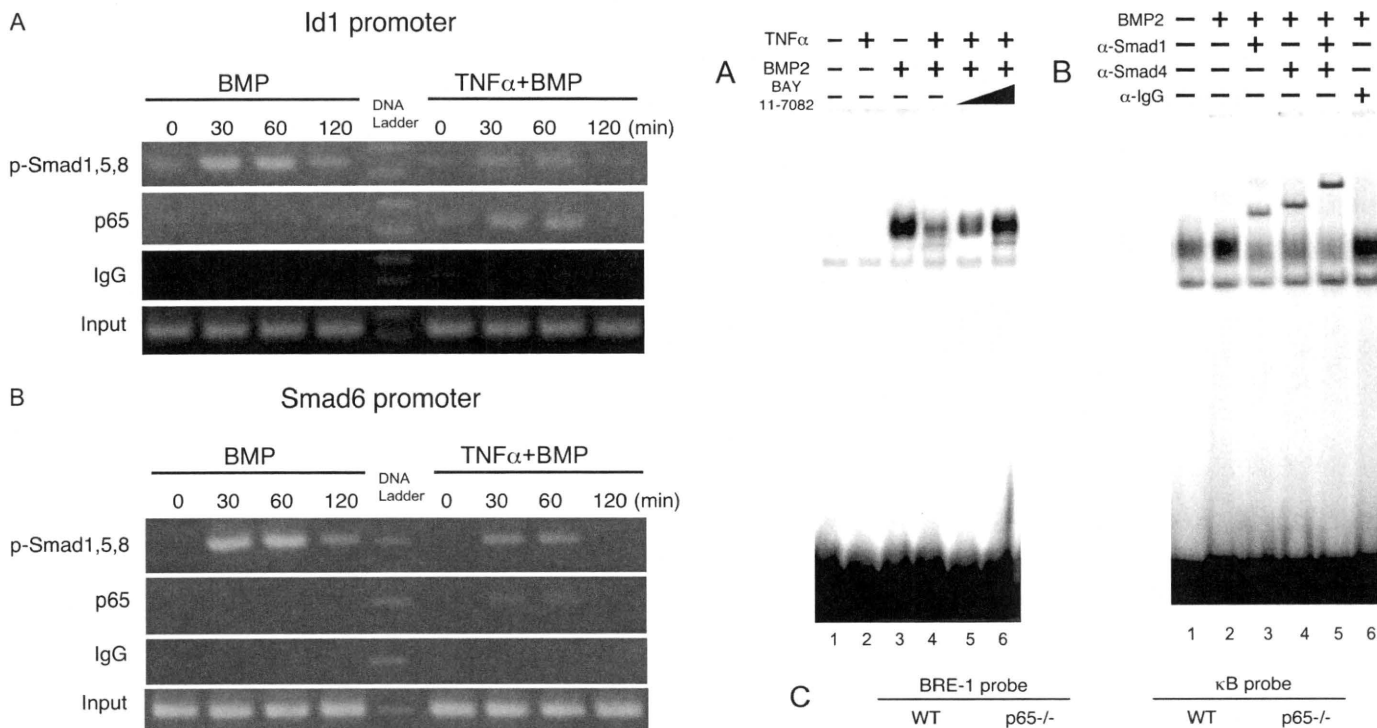 A
Id1 promoter
BMP
TNFα+BMP
0 30 60 120
DNA
Ladder
0 30 60 120 (min)
p-Smad1,5,8
p65
IgG
Input
B
Smad6 promoter
BMP
TNFα+BMP
0 30 60 120
DNA
Ladder
0 30 60 120 (min)
p-Smad1,5,8
p65
IgG
Input
A
TNFα − + − + + +
BMP2 − − + + + +
BAY
11-7082 − − − −
1 2 3 4 5 6
B
BMP2 − + + + + +
α-Smad1 − − + − + −
α-Smad4 − − − + + −
α-IgG − − − − − +
1 2 3 4 5 6
C
BRE-1 probe
WT p65-/-
κB probe
WT p65-/-